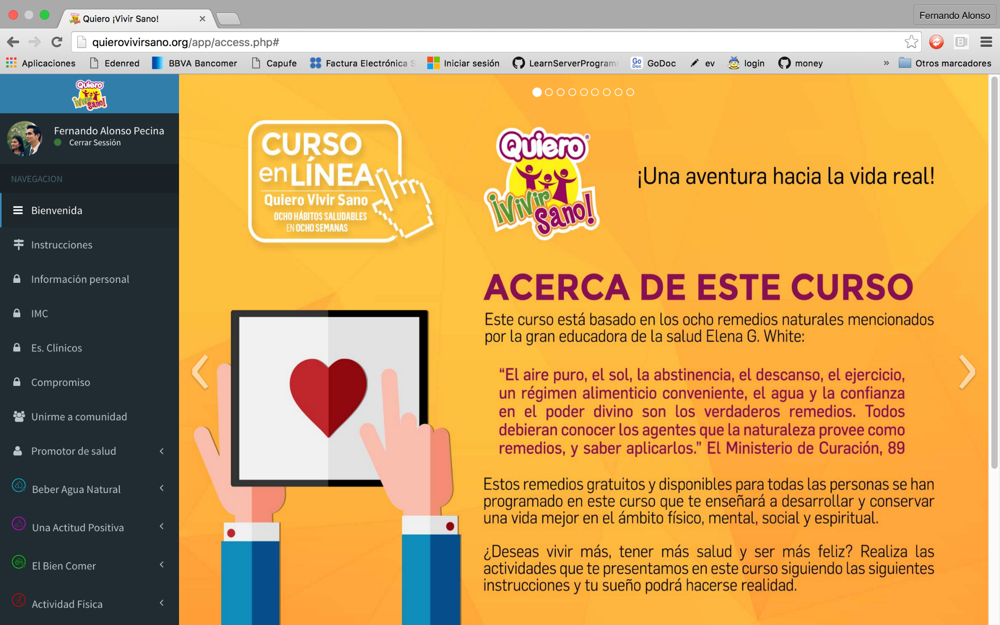 Quiero ¡Vivir Sano!
Fernando Alonso
quierovivirsano.org/app/access.php#
Aplicaciones
Edenred
BBVA Bancomer
Capufe
Factura Electrónica S
Iniciar sesión
LearnServerProgram
Go Doc
GoDoc
ev
login
money
»
Otros marcadores
Quiero
¡Vivir
Sano!
Fernando Alonso Pecina
Cerrar Sessión
NAVEGACION
Bienvenida
Instrucciones
Información personal
IMC
Es. Clínicos
Compromiso
Unirme a comunidad
Promotor de salud
Beber Agua Natural
Una Actitud Positiva
El Bien Comer
Actividad Física
CURSO
en LÍNEA
Quiero Vivir Sano
OCHO HÁBITOS SALUDABLES
EN OCHO SEMANAS
Quiero®
¡Vivir
Sano!
¡Una aventura hacia la vida real!
ACERCA DE ESTE CURSO
Este curso está basado en los ocho remedios naturales mencionados
por la gran educadora de la salud Elena G. White:
“El aire puro, el sol, la abstinencia, el descanso, el ejercicio,
un régimen alimenticio conveniente, el agua y la confianza
en el poder divino son los verdaderos remedios. Todos
debieran conocer los agentes que la naturaleza provee como
remedios, y saber aplicarlos.” El Ministerio de Curación, 89
Estos remedios gratuitos y disponibles para todas las personas se han
programado en este curso que te enseñará a desarrollar y conservar
una vida mejor en el ámbito físico, mental, social y espiritual.
¿Deseas vivir más, tener más salud y ser más feliz? Realiza las
actividades que te presentamos en este curso siguiendo las siguientes
instrucciones y tu sueño podrá hacerse realidad.